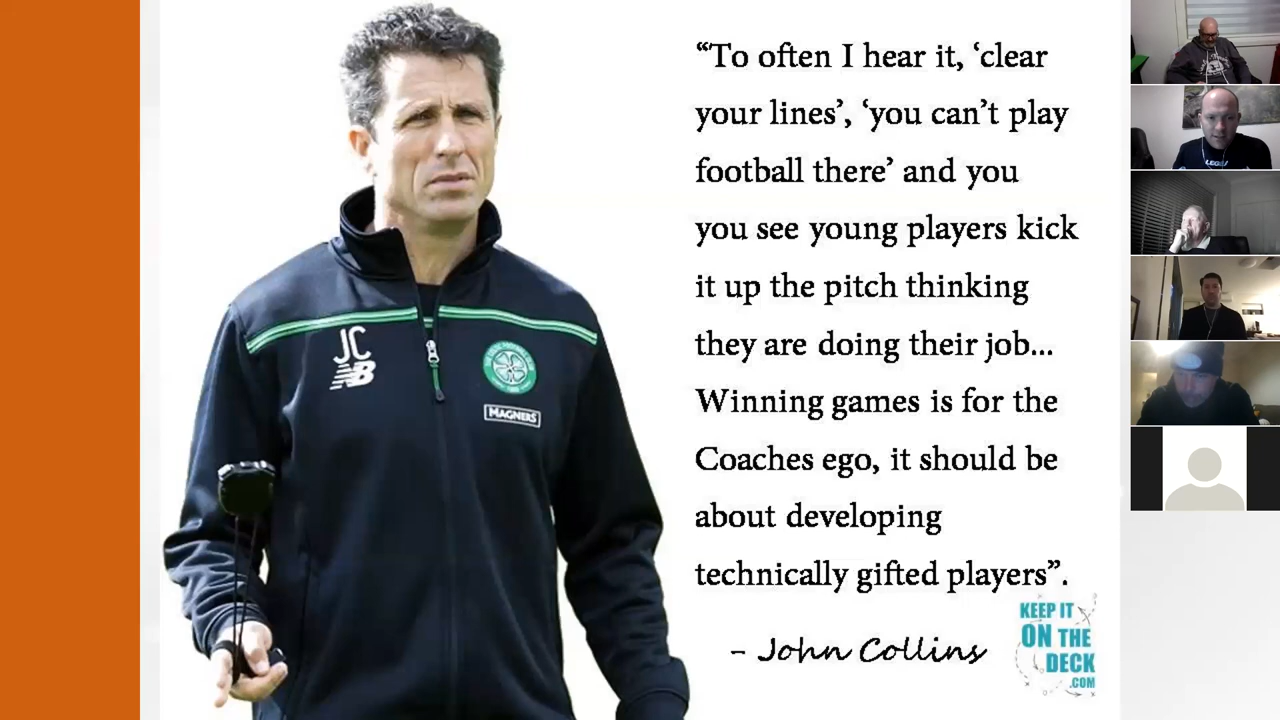 “To often I hear it, ‘clear
your lines’, ‘you can’t play
football there’ and you
you see young players kick
it up the pitch thinking
they are doing their job...
Winning games is for the
Coaches ego, it should be
about developing
technically gifted players”.
- John Collins
KEEP IT
ON THE
DECK
.COM
JC
NB
MAGNERS